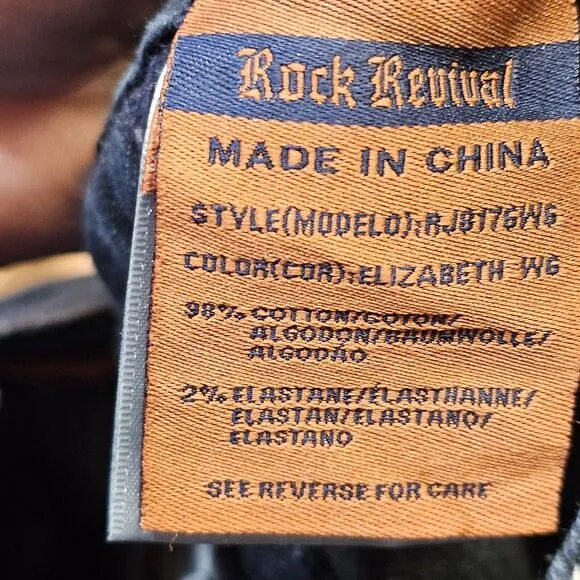 Rock Revival
MADE IN CHINA
STYLE(MODELO):RJ8176W6
COLOR(COR):ELIZABETH W6
98% COTTON/COTON/
ALGODON/BAUMWOLLE/
ALGODAO
2% ELASTANE/ÉLASTHANNE/
ELASTAN/ELASTANO/
ELASTANO
SEE REVERSE FOR CARE